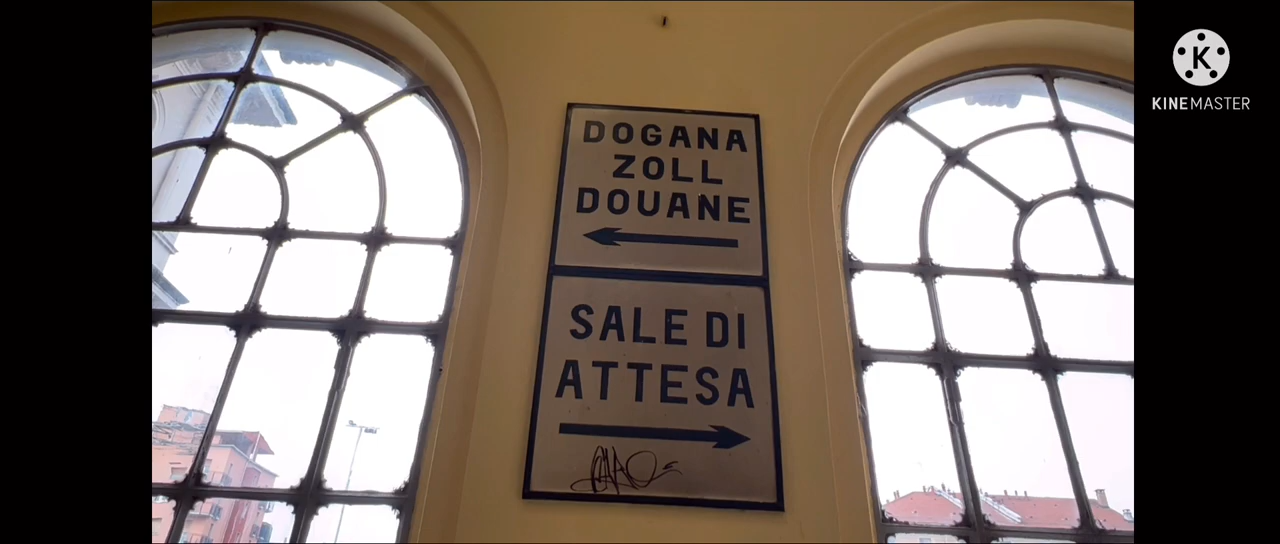 DOGANA
ZOLL
DOUANE
SALE DI
ATTESA
K
KINEMASTER